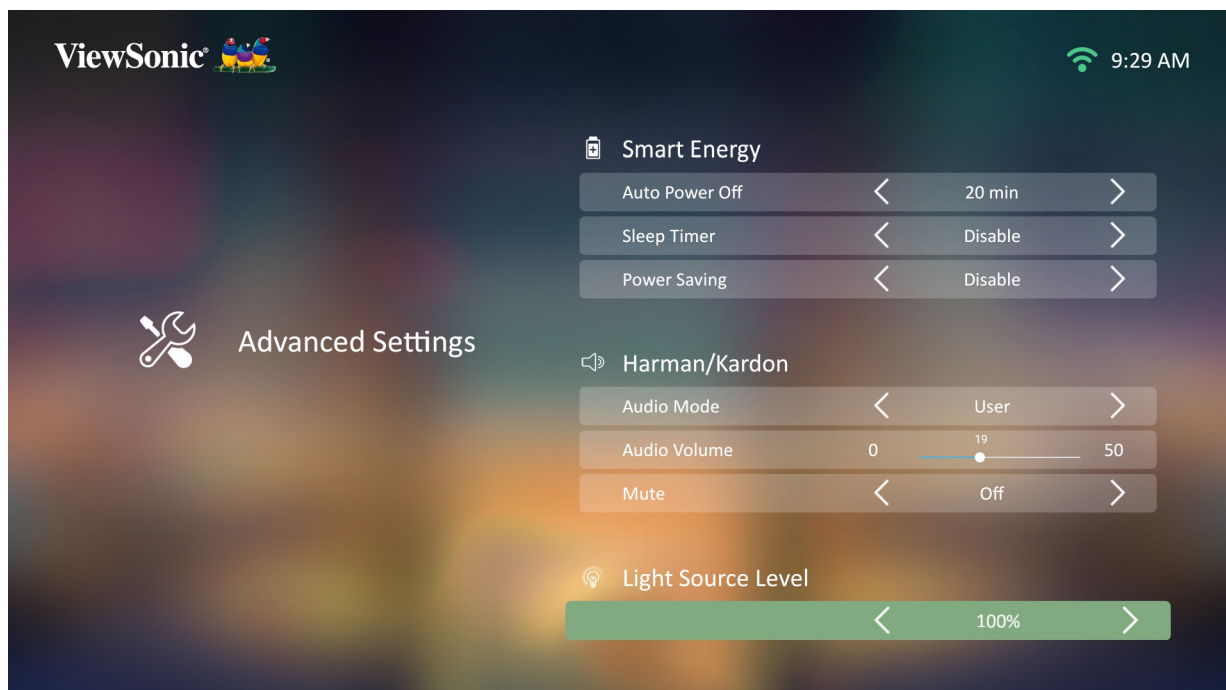 ViewSonic®
9:29 AM
Smart Energy
Auto Power Off 20 min
Sleep Timer Disable
Power Saving Disable
Advanced Settings
Harman/Kardon
Audio Mode User
Audio Volume 0 19 50
Mute Off
Light Source Level
100%